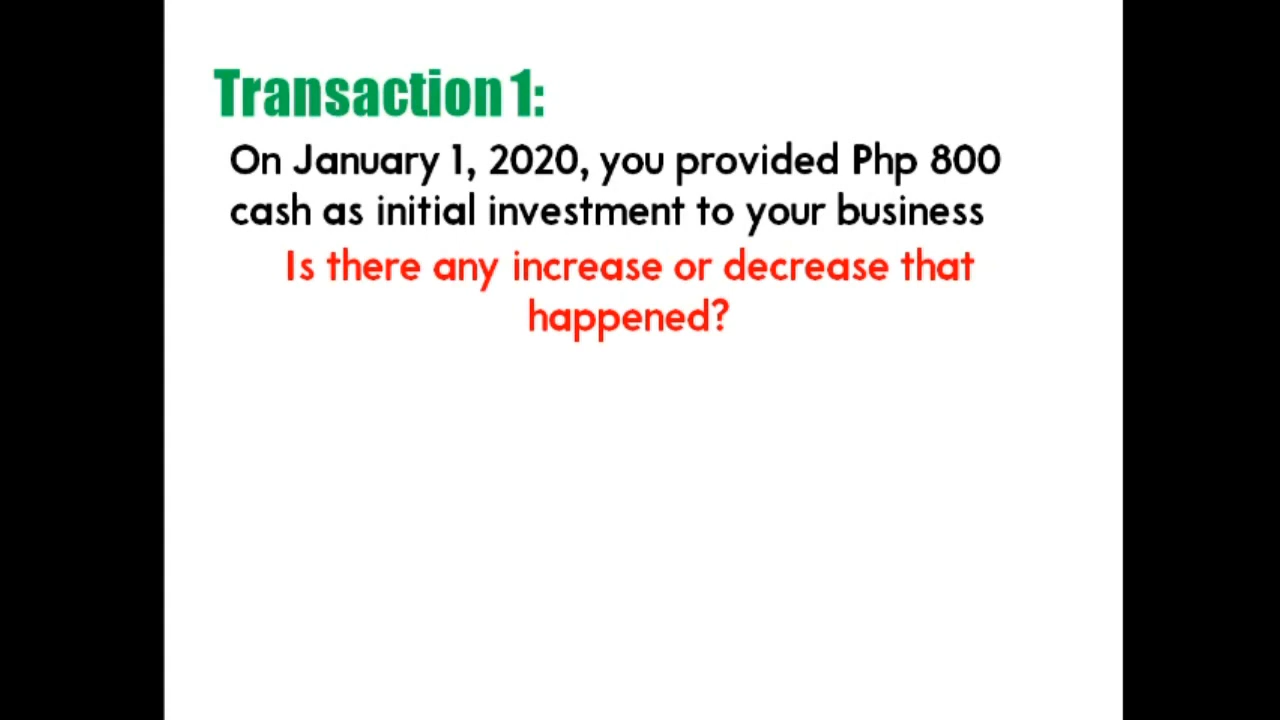 Transaction 1:
On January 1, 2020, you provided Php 800
cash as initial investment to your business
Is there any increase or decrease that
happened?